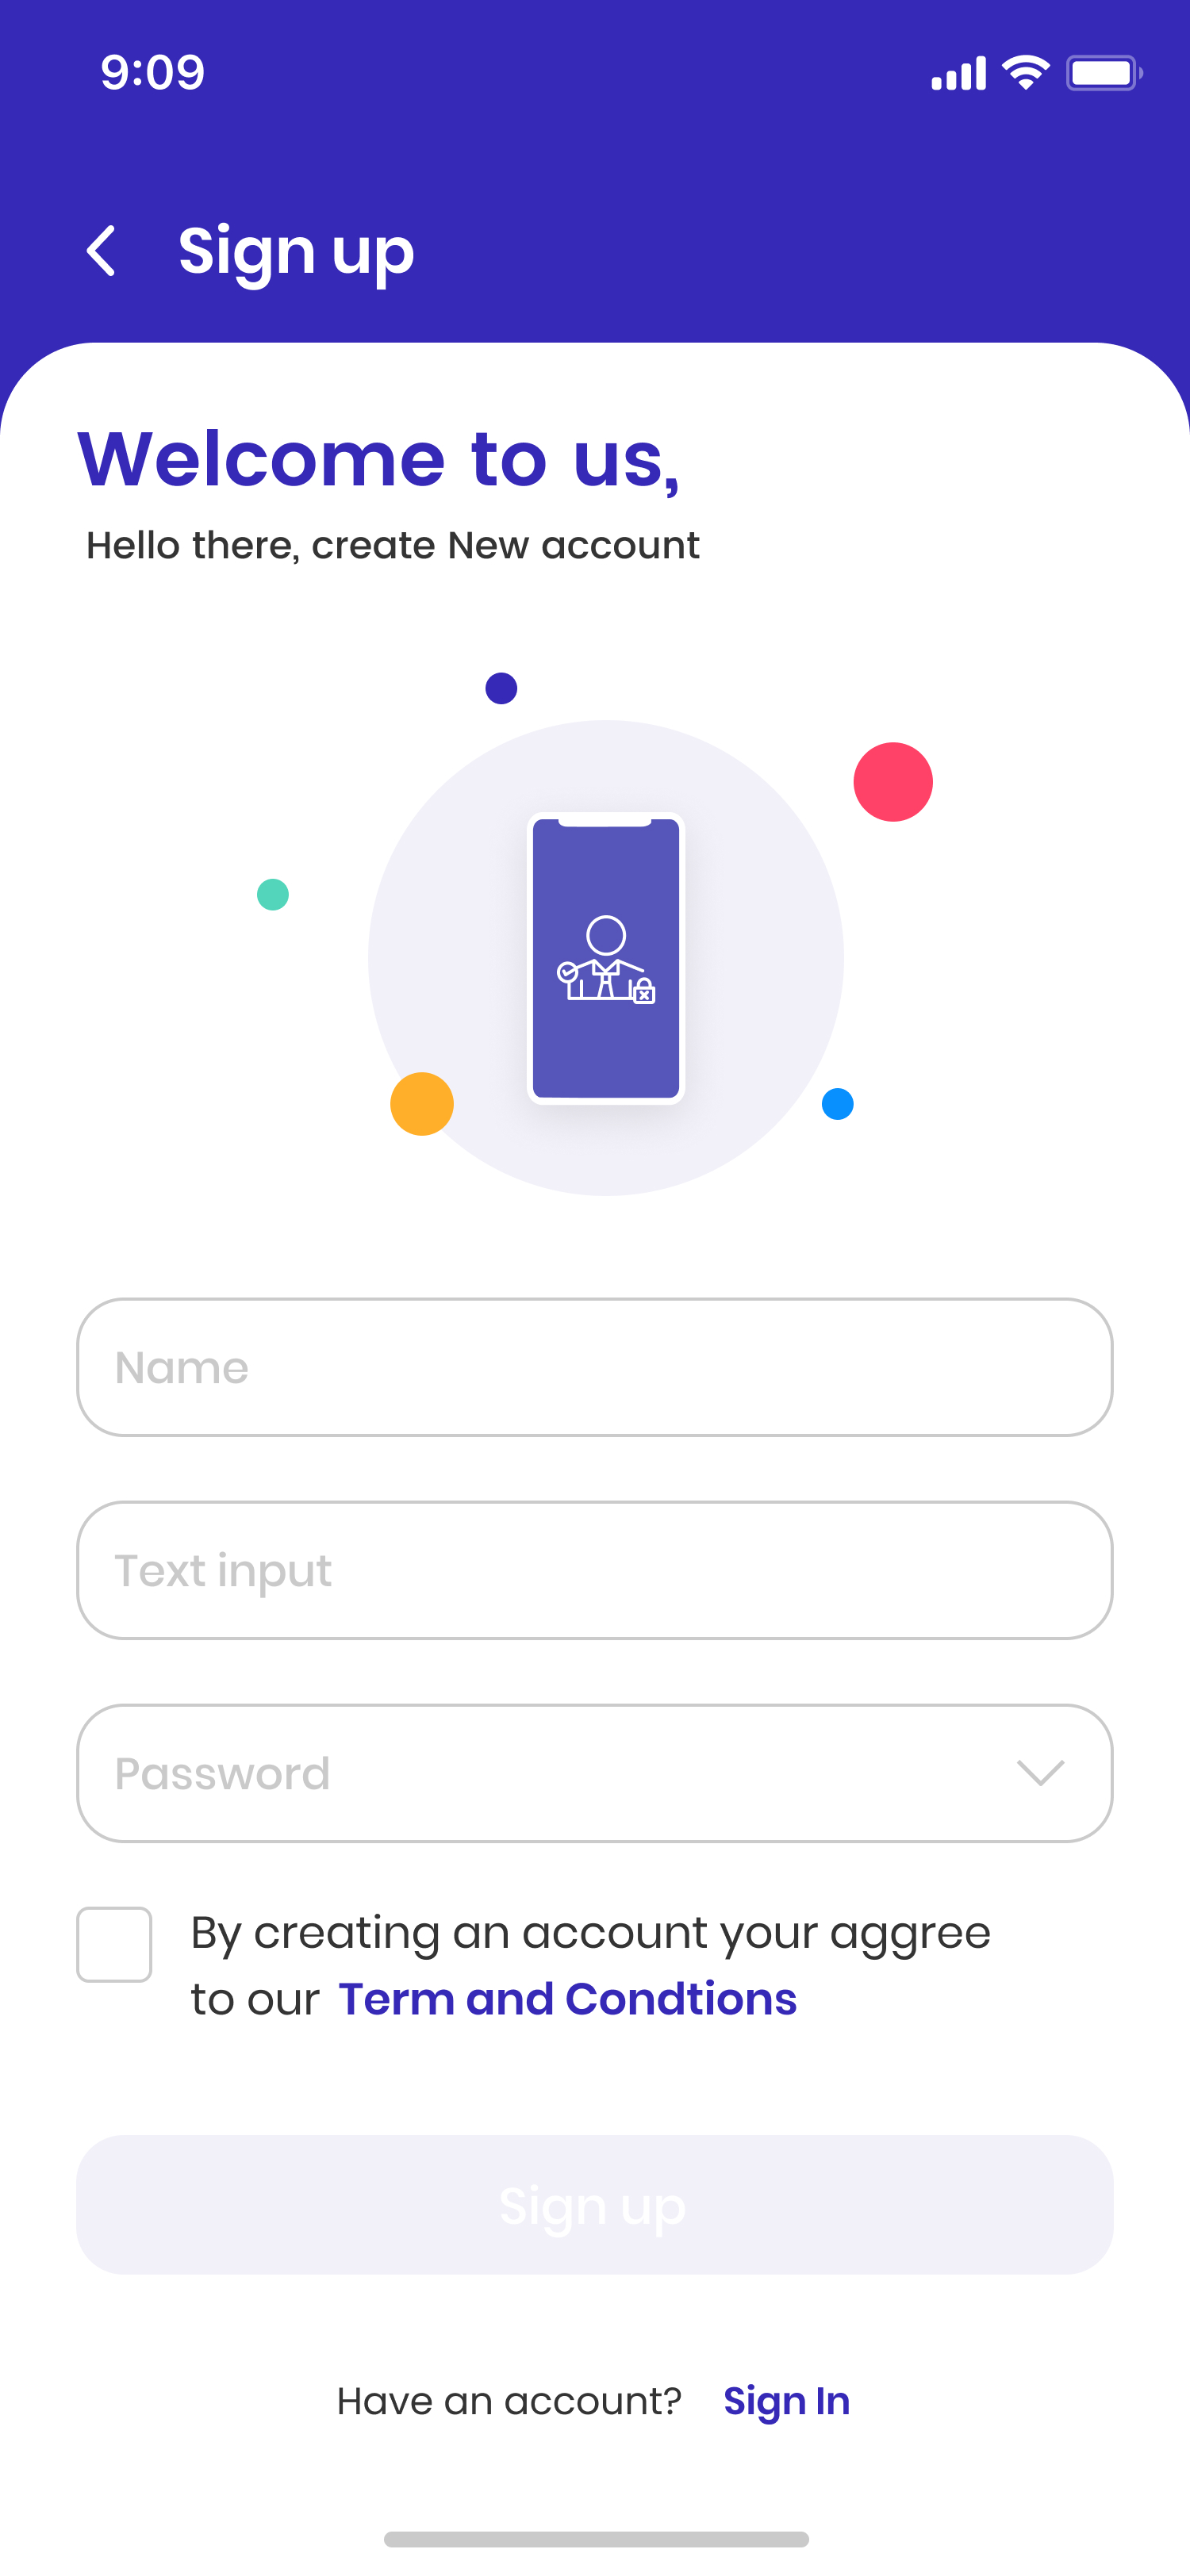 9:09
Sign up
Welcome to us,
Hello there, create New account
Name
Text input
Password
By creating an account your aggree
to our Term and Condtions
Sign up
Have an account? Sign In